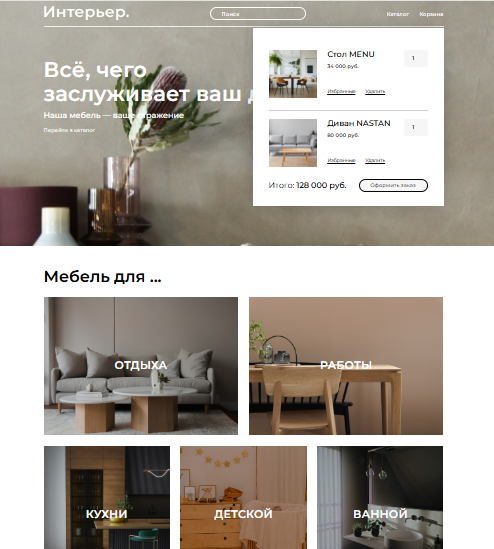 Интерьер.
Поиск
Каталог Корзина
Всё, чего
заслуживает ваш д
Наша мебель — ваше отражение
Перейти в каталог
Стол MENU
34 000 руб.
1
Избранные Удалить
Диван NASTAN
80 000 руб.
1
Избранные Удалить
Итого: 128 000 руб.
Оформить заказ
Мебель для ...
ОТДЫХА
РАБОТЫ
КУХНИ
ДЕТСКОЙ
ВАННОЙ